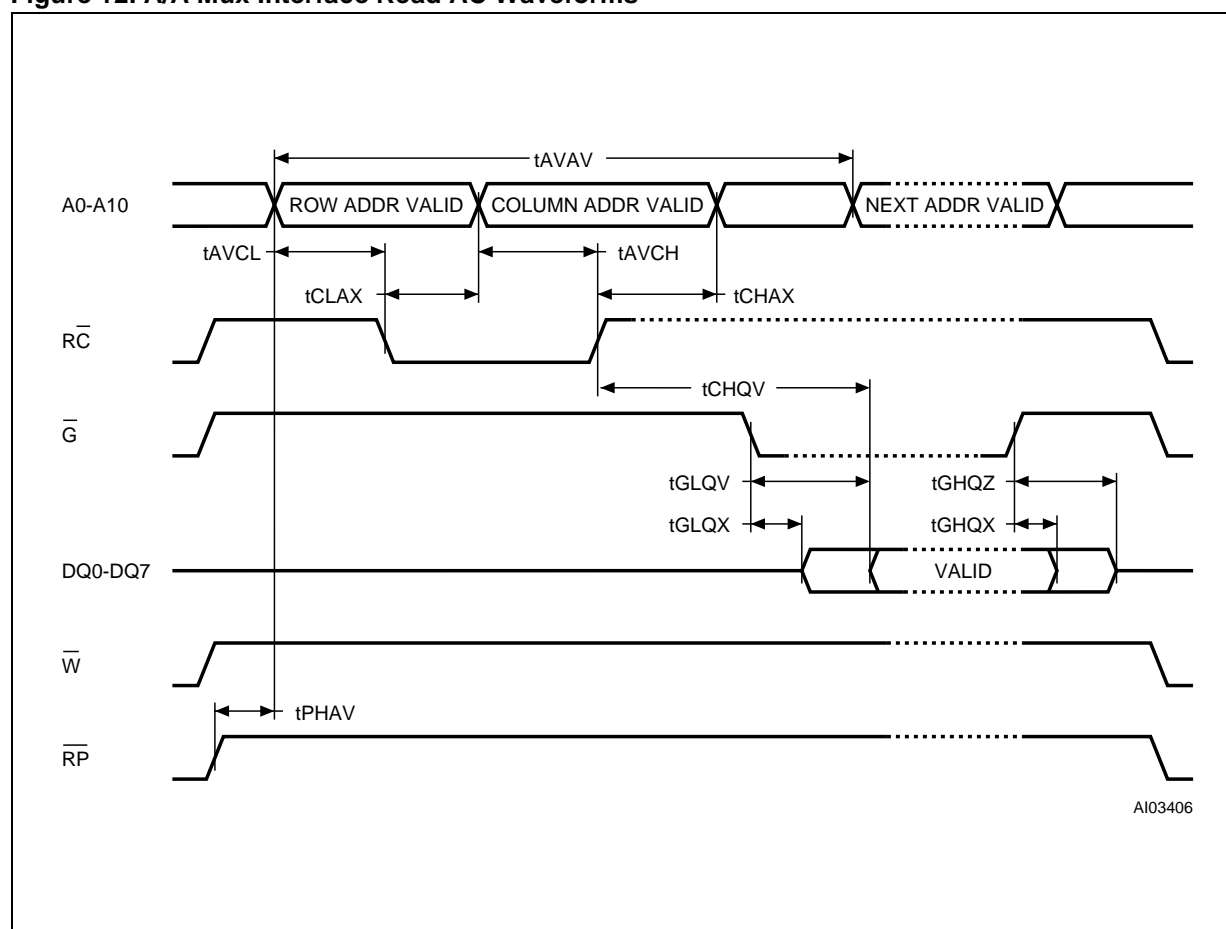 Figure 12. A/A Mux Interface Read AC Waveforms
tAVAV
A0-A10
ROW ADDR VALID
COLUMN ADDR VALID
NEXT ADDR VALID
tAVCL
tAVCH
tCLAX
tCHAX
RC̅
tCHQV
G̅
tGLQV
tGHQZ
tGLQX
tGHQX
DQ0-DQ7
VALID
W̅
tPHAV
R̅P̅
AI03406